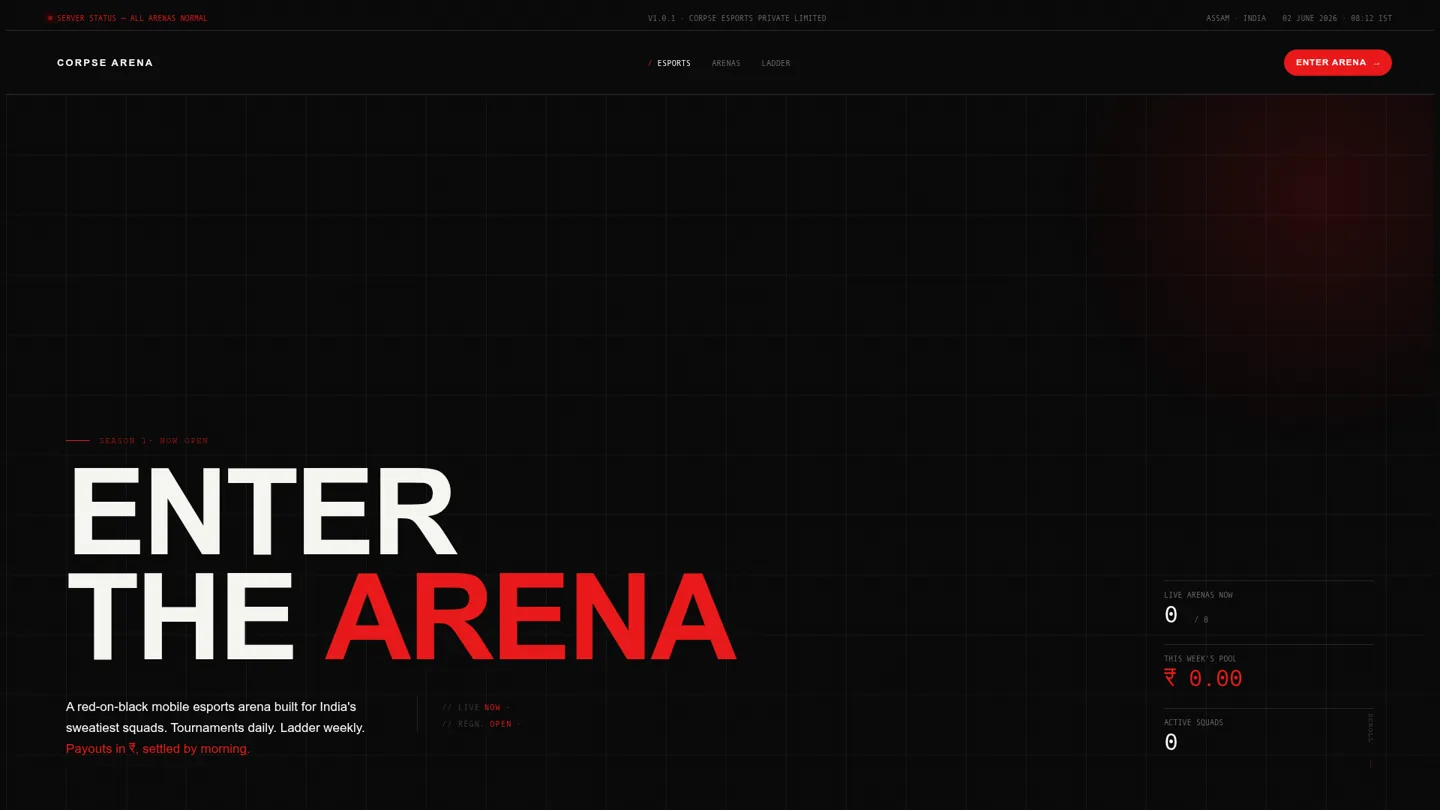 SERVER STATUS — ALL ARENAS NORMAL
V1.0.1 · CORPSE ESPORTS PRIVATE LIMITED
ASSAM · INDIA 02 JUNE 2026 · 08:12 IST
CORPSE ARENA
/ ESPORTS ARENAS LADDER
ENTER ARENA →
SEASON 1· NOW OPEN
ENTER
THE ARENA
A red-on-black mobile esports arena built for India's
sweatiest squads. Tournaments daily. Ladder weekly.
Payouts in ₹, settled by morning.
// LIVE NOW -
// REGN. OPEN -
LIVE ARENAS NOW
0 / 8
THIS WEEK'S POOL
₹ 0.00
ACTIVE SQUADS
0
SCROLL